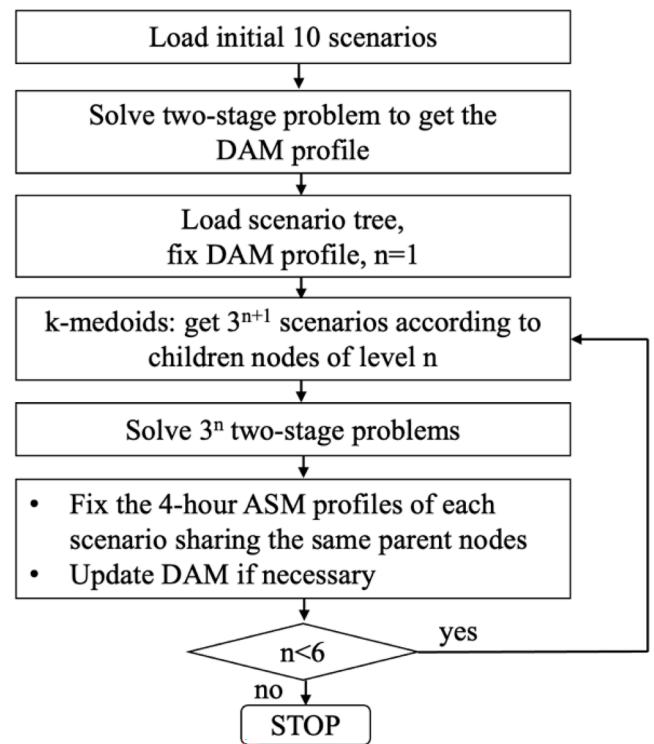 Load initial 10 scenarios
Solve two-stage problem to get the
DAM profile
Load scenario tree,
fix DAM profile, n=1
k-medoids: get 3ⁿ⁺¹ scenarios according to
children nodes of level n
Solve 3ⁿ two-stage problems
• Fix the 4-hour ASM profiles of each
scenario sharing the same parent nodes
• Update DAM if necessary
n<6
yes
no
STOP